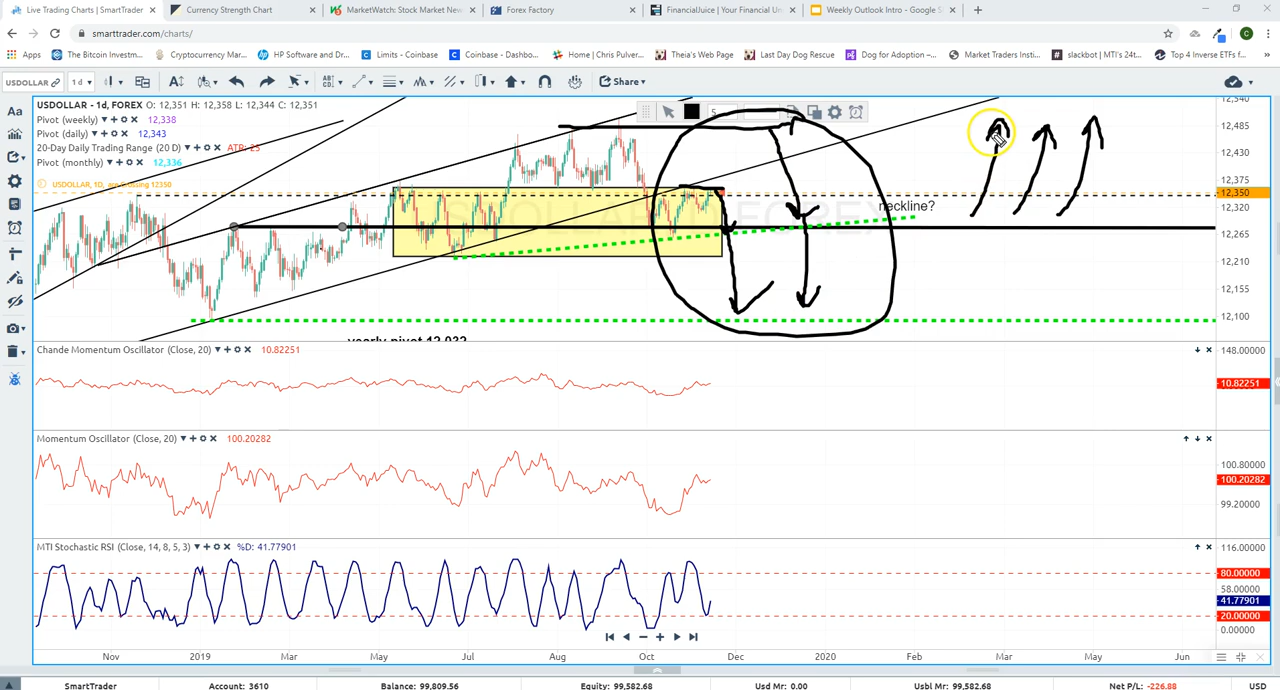 Live Trading Charts | SmartTrader
Currency Strength Chart
MarketWatch: Stock Market New
Forex Factory
FinancialJuice | Your Financial Un
Weekly Outlook Intro - Google S
smarttrader.com/charts/
Apps
The Bitcoin Investm...
Cryptocurrency Mar...
HP Software and Dr...
Limits - Coinbase
Coinbase - Dashbo...
Home | Chris Pulver...
Theia's Web Page
Last Day Dog Rescue
Dog for Adoption –...
Market Traders Insti...
slackbot | MTI's 24t...
Top 4 Inverse ETFs f...
USDOLLAR
1 d
Share
USDOLLAR - 1d, FOREX O: 12,351 H: 12,358 L: 12,344 C: 12,351
Pivot (weekly) 12,338
Pivot (daily) 12,343
20-Day Daily Trading Range (20 D) ATR: 25
Pivot (monthly) 12,336
12,540
12,485
12,430
12,375
12,350
12,320
12,265
12,210
12,155
12,100
neckline?
yearly pivot 12,032
Chande Momentum Oscillator (Close, 20) 10.82251
148.00000
10.82251
Momentum Oscillator (Close, 20) 100.20282
100.80000
100.20282
99.20000
MTI Stochastic RSI (Close, 14, 8, 5, 3) %D: 41.77901
116.00000
80.00000
58.00000
41.77901
20.00000
0.00000
Nov 2019 Mar May Jul Aug Oct Dec 2020 Feb Mar May Jun
SmartTrader Account: 3610 Balance: 99,809.56 Equity: 99,582.68 Usd Mr: 0.00 Usbl Mr: 99,582.68 Net P/L: -226.88 USD